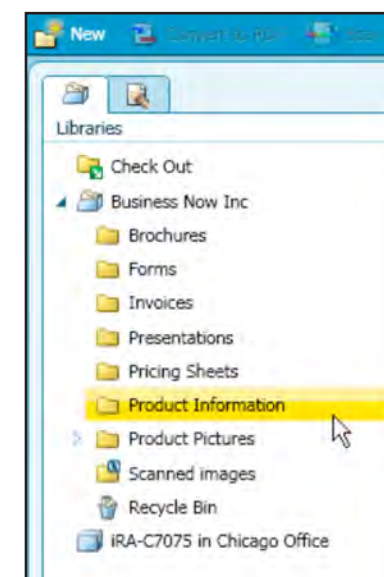 New
Libraries
Check Out
Business Now Inc
Brochures
Forms
Invoices
Presentations
Pricing Sheets
Product Information
Product Pictures
Scanned images
Recycle Bin
iRA-C7075 in Chicago Office